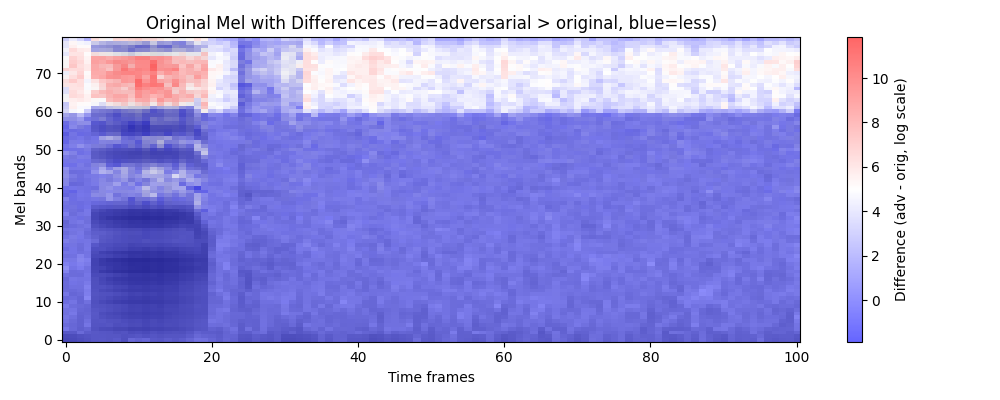 Original Mel with Differences (red=adversarial > original, blue=less)
Mel bands
70
60
50
40
30
20
10
0
0 20 40 60 80 100
Time frames
10
8
6
4
2
0
Difference (adv - orig, log scale)